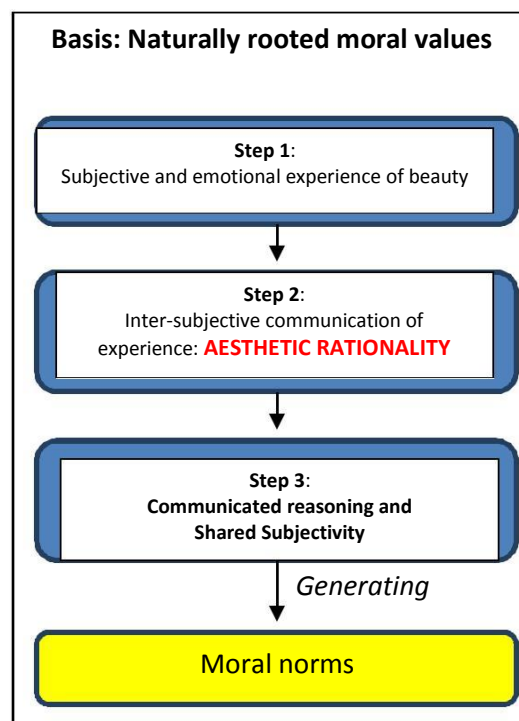 Basis: Naturally rooted moral values
Step 1:
Subjective and emotional experience of beauty
Step 2:
Inter-subjective communication of
experience: AESTHETIC RATIONALITY
Step 3:
Communicated reasoning and
Shared Subjectivity
Generating
Moral norms